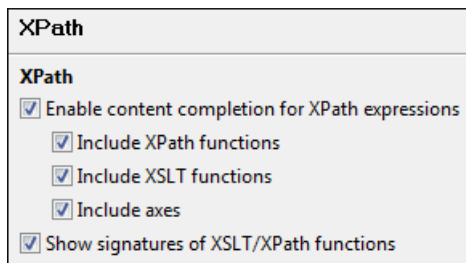 XPath
XPath
Enable content completion for XPath expressions
Include XPath functions
Include XSLT functions
Include axes
Show signatures of XSLT/XPath functions